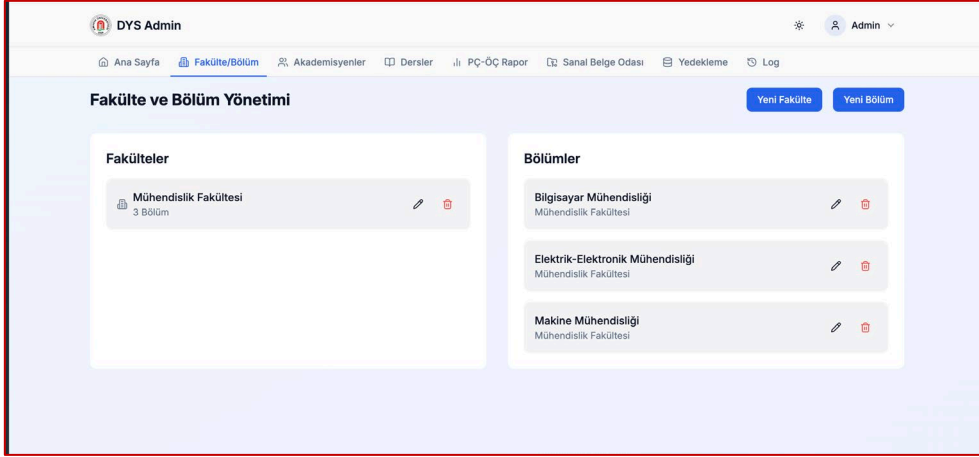 DYS Admin
Admin
Ana Sayfa
Fakülte/Bölüm
Akademisyenler
Dersler
PÇ-ÖÇ Rapor
Sanal Belge Odası
Yedekleme
Log
Fakülte ve Bölüm Yönetimi
Yeni Fakülte
Yeni Bölüm
Fakülteler
Mühendislik Fakültesi
3 Bölüm
Bölümler
Bilgisayar Mühendisliği
Mühendislik Fakültesi
Elektrik-Elektronik Mühendisliği
Mühendislik Fakültesi
Makine Mühendisliği
Mühendislik Fakültesi